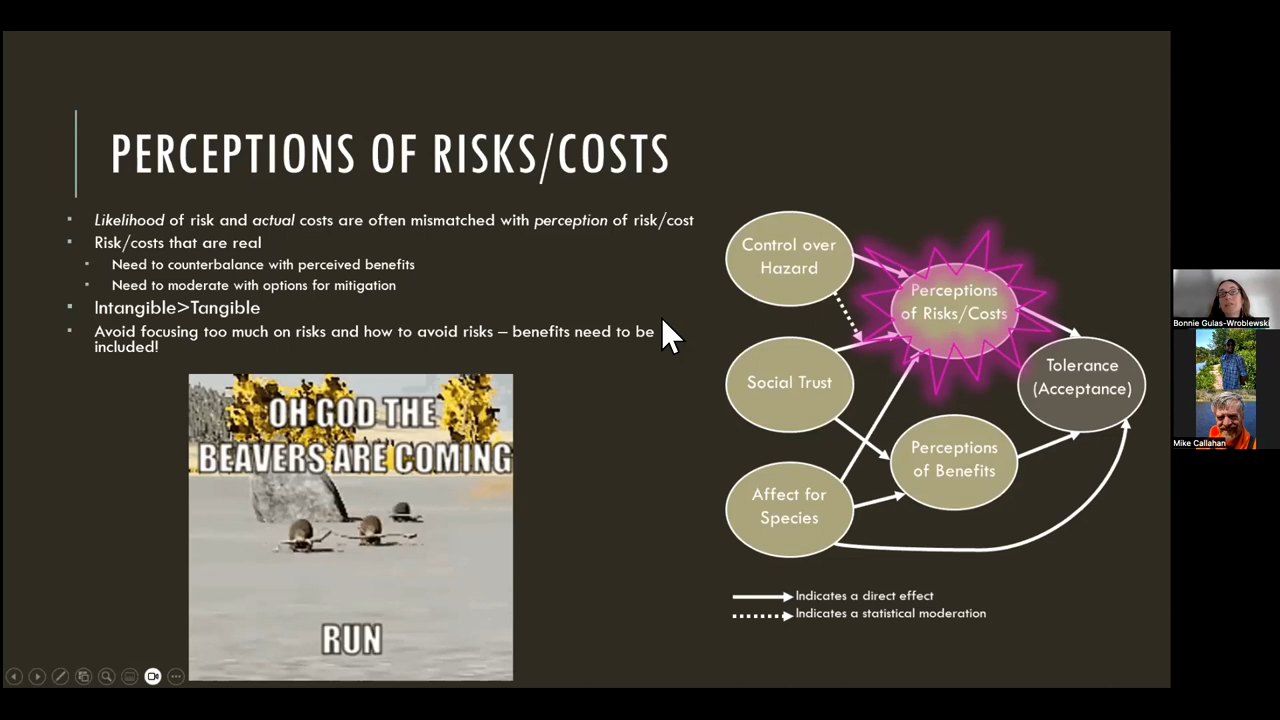 PERCEPTIONS OF RISKS/COSTS
Likelihood of risk and actual costs are often mismatched with perception of risk/cost
Risk/costs that are real
Need to counterbalance with perceived benefits
Need to moderate with options for mitigation
Intangible>Tangible
Avoid focusing too much on risks and how to avoid risks – benefits need to be
included!
OH GOD THE
BEAVERS ARE COMING
RUN
Control over
Hazard
Perceptions
of Risks/Costs
Social Trust
Tolerance
(Acceptance)
Perceptions
of Benefits
Affect for
Species
Indicates a direct effect
Indicates a statistical moderation
Bonnie Gulas-Wroblewski
Mike Callahan